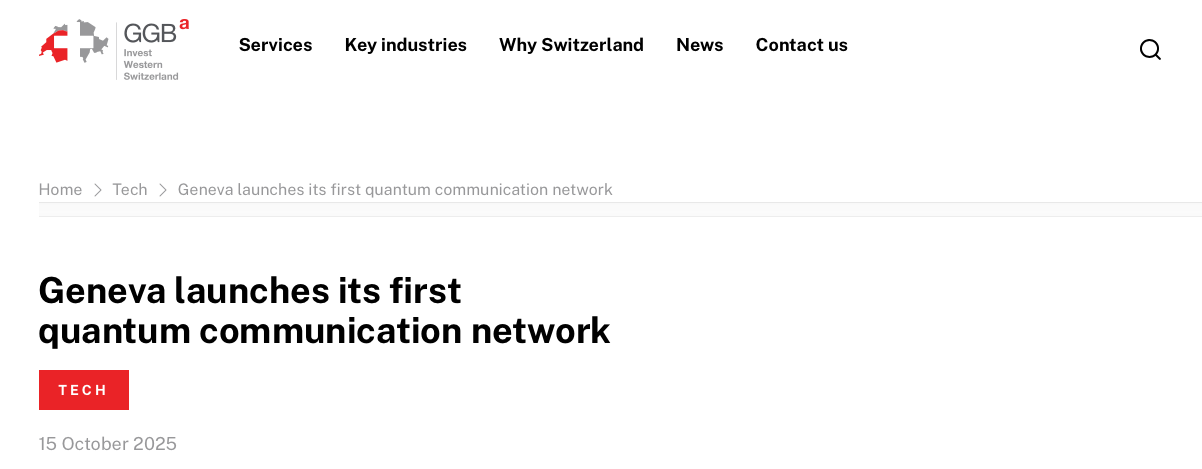 GGBa
Invest
Western
Switzerland
Services Key industries Why Switzerland News Contact us
Home > Tech > Geneva launches its first quantum communication network
Geneva launches its first
quantum communication network
TECH
15 October 2025